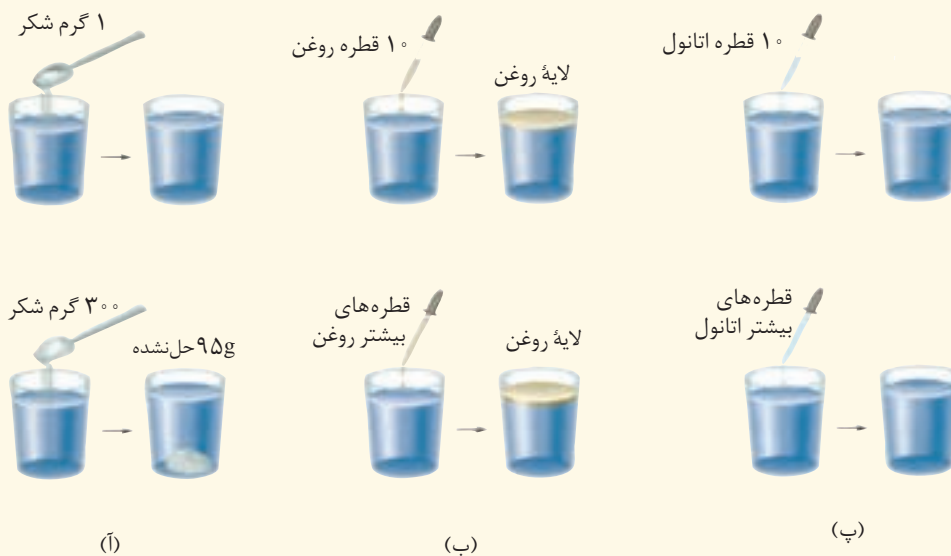 ۱۰ قطره اتانول
۱۰ قطره روغن
لایهٔ روغن
۱ گرم شکر
قطره‌های
بیشتر اتانول
قطره‌های
بیشتر روغن
لایهٔ روغن
۳۰۰ گرم شکر
۹۵g حل‌نشده
(پ)
(ب)
(آ)